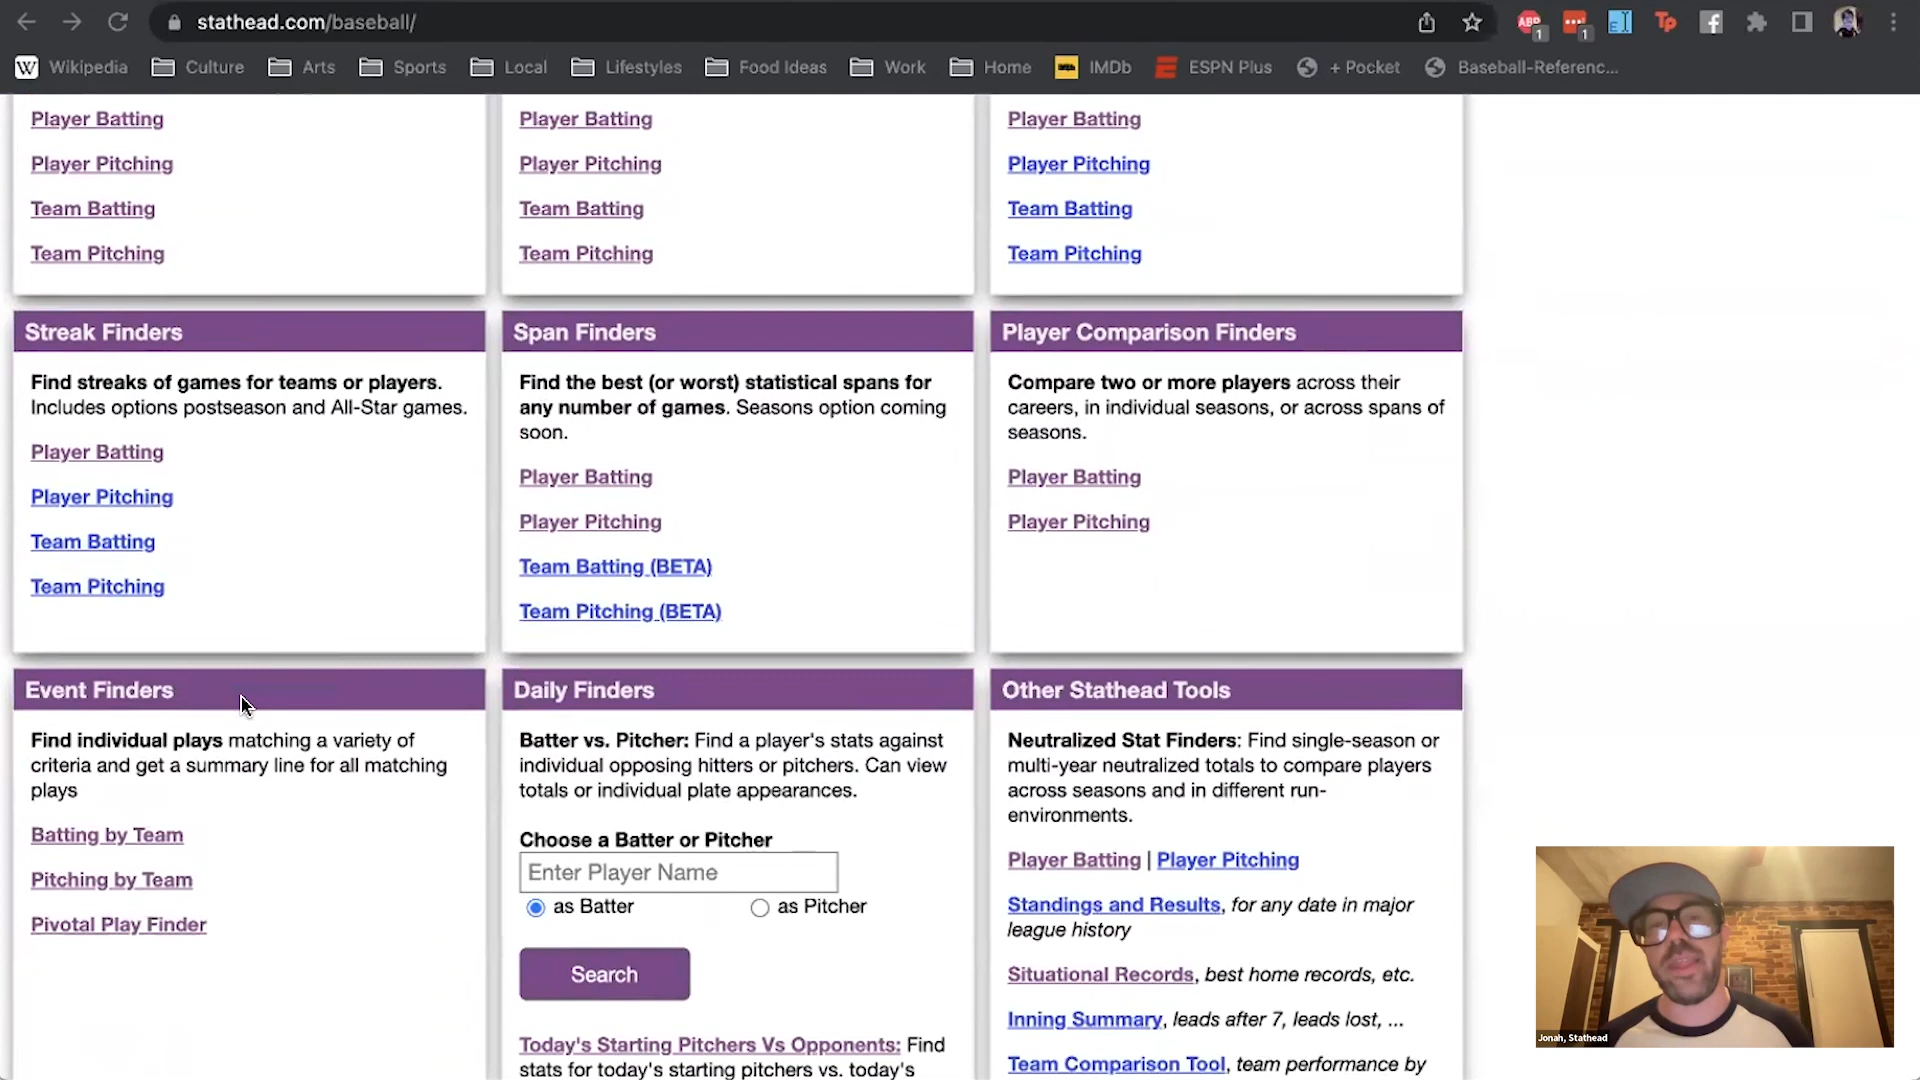 stathead.com/baseball/
ABP
1
1
Tp
Wikipedia
Culture
Arts
Sports
Local
Lifestyles
Food Ideas
Work
Home
IMDb
ESPN Plus
+ Pocket
Baseball-Referenc...
Player Batting
Player Pitching
Team Batting
Team Pitching
Player Batting
Player Pitching
Team Batting
Team Pitching
Player Batting
Player Pitching
Team Batting
Team Pitching
Streak Finders
Find streaks of games for teams or players.
Includes options postseason and All-Star games.
Player Batting
Player Pitching
Team Batting
Team Pitching
Span Finders
Find the best (or worst) statistical spans for
any number of games. Seasons option coming
soon.
Player Batting
Player Pitching
Team Batting (BETA)
Team Pitching (BETA)
Player Comparison Finders
Compare two or more players across their
careers, in individual seasons, or across spans of
seasons.
Player Batting
Player Pitching
Event Finders
Find individual plays matching a variety of
criteria and get a summary line for all matching
plays
Batting by Team
Pitching by Team
Pivotal Play Finder
Daily Finders
Batter vs. Pitcher: Find a player's stats against
individual opposing hitters or pitchers. Can view
totals or individual plate appearances.
Choose a Batter or Pitcher
Enter Player Name
as Batter as Pitcher
Search
Today's Starting Pitchers Vs Opponents: Find
stats for today's starting pitchers vs. today's
Other Stathead Tools
Neutralized Stat Finders: Find single-season or
multi-year neutralized totals to compare players
across seasons and in different run-
environments.
Player Batting | Player Pitching
Standings and Results, for any date in major
league history
Situational Records, best home records, etc.
Inning Summary, leads after 7, leads lost, ...
Team Comparison Tool, team performance by
Jonah, Stathead